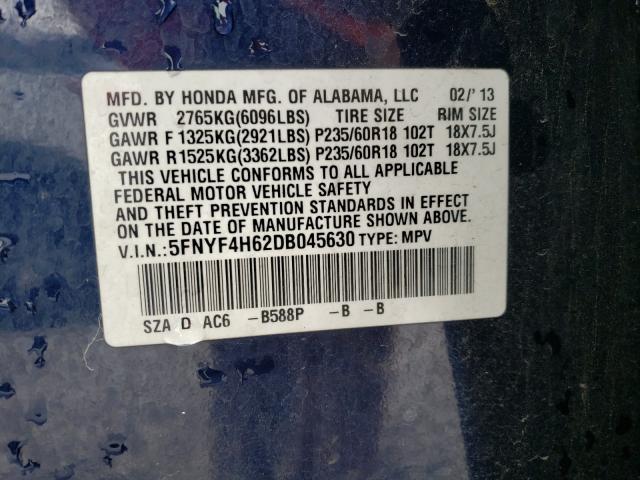 MFD. BY HONDA MFG. OF ALABAMA, LLC 02/'13
GVWR 2765KG(6096LBS) TIRE SIZE RIM SIZE
GAWR F 1325KG(2921LBS) P235/60R18 102T 18X7.5J
GAWR R1525KG(3362LBS) P235/60R18 102T 18X7.5J
THIS VEHICLE CONFORMS TO ALL APPLICABLE
FEDERAL MOTOR VEHICLE SAFETY
AND THEFT PREVENTION STANDARDS IN EFFECT
ON THE DATE OF MANUFACTURE SHOWN ABOVE.
V.I.N.: 5FNYF4H62DB045630 TYPE: MPV
SZA D AC6 -B588P -B -B